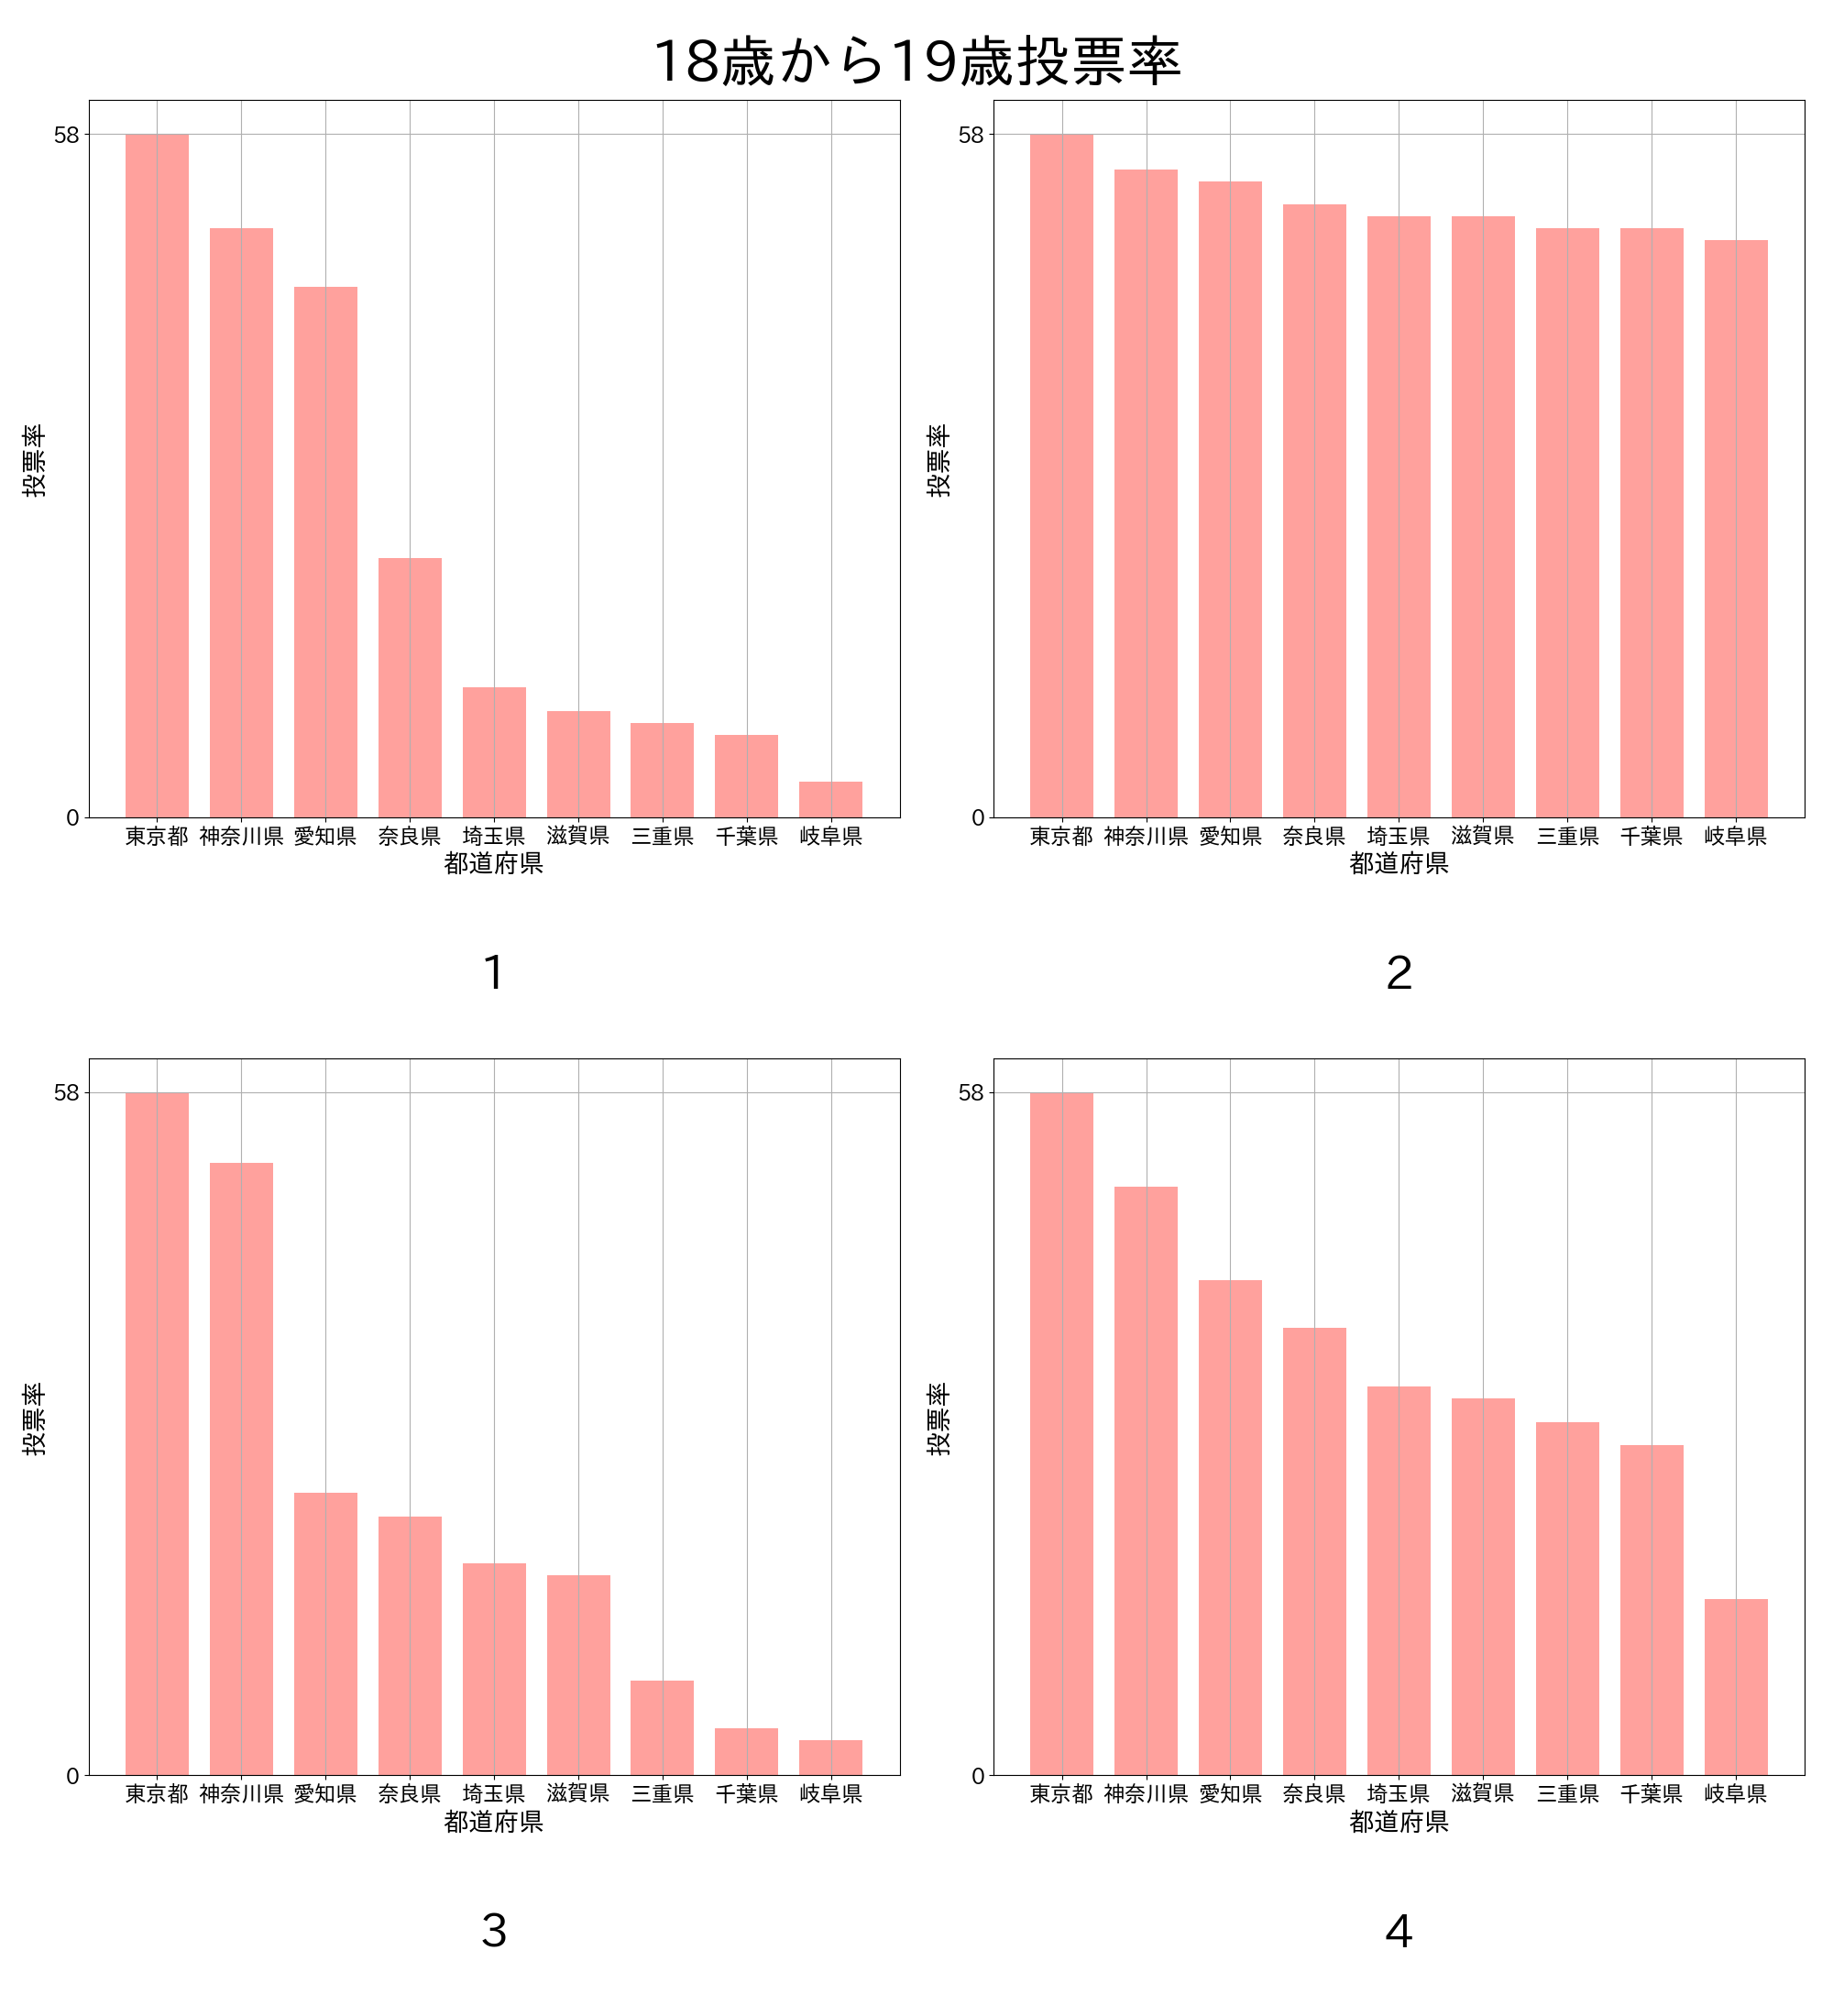 18歳から19歳投票率
58
0
投票率
東京都 神奈川県 愛知県 奈良県 埼玉県 滋賀県 三重県 千葉県 岐阜県
都道府県
1
58
0
投票率
東京都 神奈川県 愛知県 奈良県 埼玉県 滋賀県 三重県 千葉県 岐阜県
都道府県
2
58
0
投票率
東京都 神奈川県 愛知県 奈良県 埼玉県 滋賀県 三重県 千葉県 岐阜県
都道府県
3
58
0
投票率
東京都 神奈川県 愛知県 奈良県 埼玉県 滋賀県 三重県 千葉県 岐阜県
都道府県
4